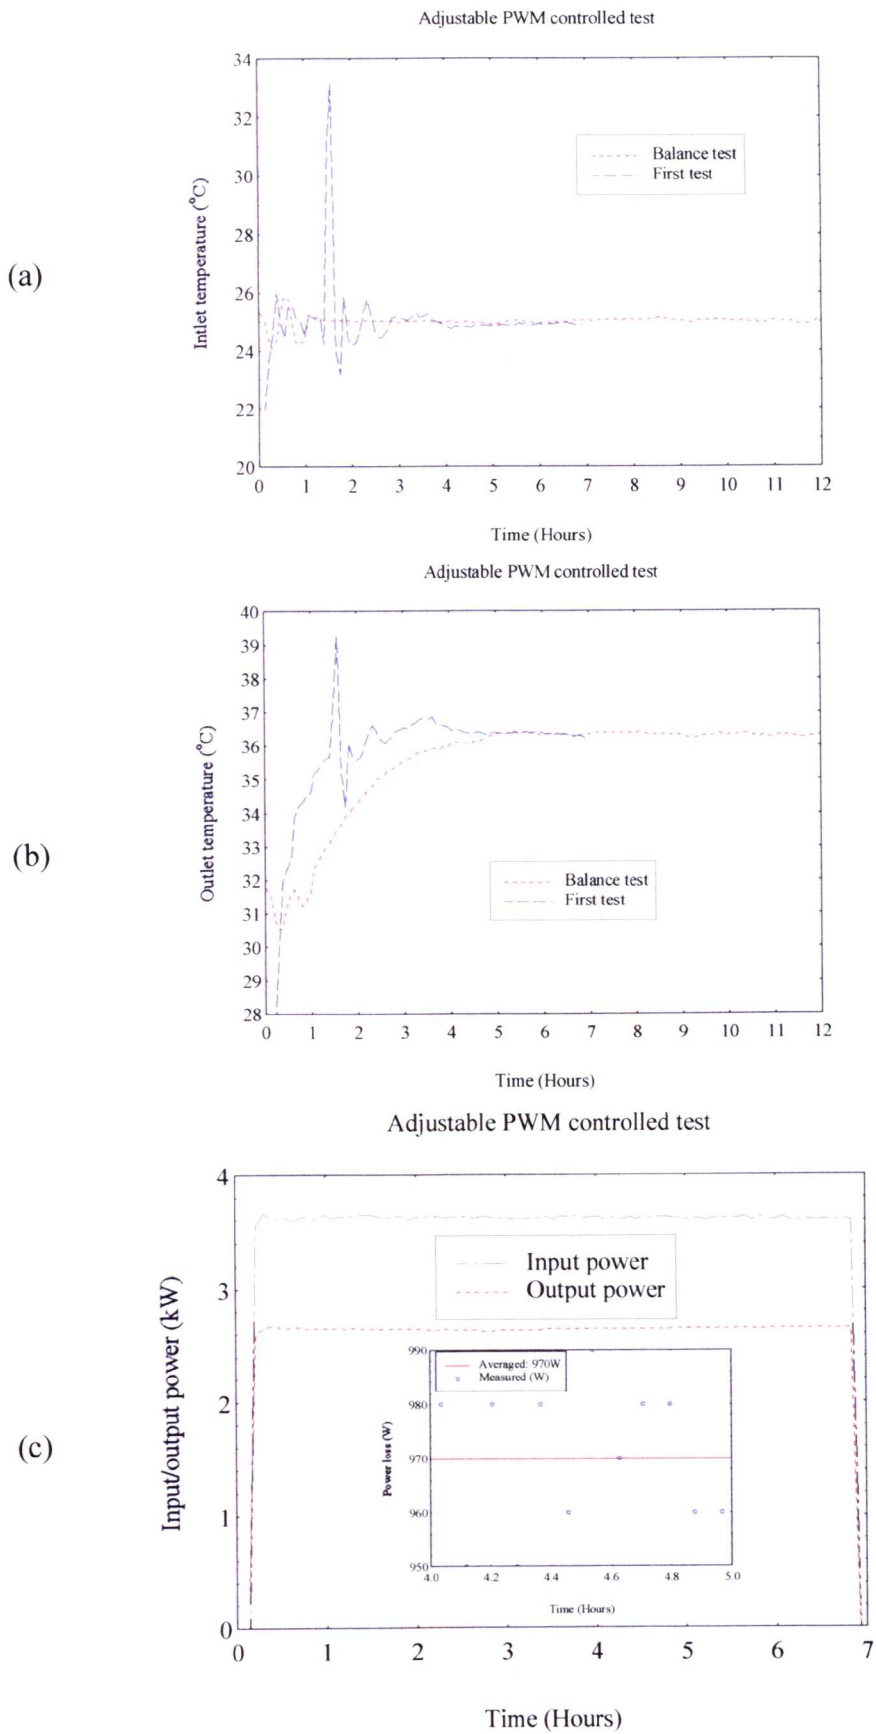 Adjustable PWM controlled test
34
32
30
28
26
24
22
20
Intlet temperature (°C)
Balance test
First test
(a)
0 1 2 3 4 5 6 7 8 9 10 11 12
Time (Hours)
Adjustable PWM controlled test
40
39
38
37
36
35
34
33
32
31
30
29
28
Outlet temperature (°C)
Balance test
First test
(b)
0 1 2 3 4 5 6 7 8 9 10 11 12
Time (Hours)
Adjustable PWM controlled test
4
3
2
1
0
Input/output power (kW)
Input power
Output power
(c)
990
980
970
960
950
Power loss (W)
Averaged: 970W
Measured (W)
4.0 4.2 4.4 4.6 4.8 5.0
Time (Hours)
0 1 2 3 4 5 6 7
Time (Hours)